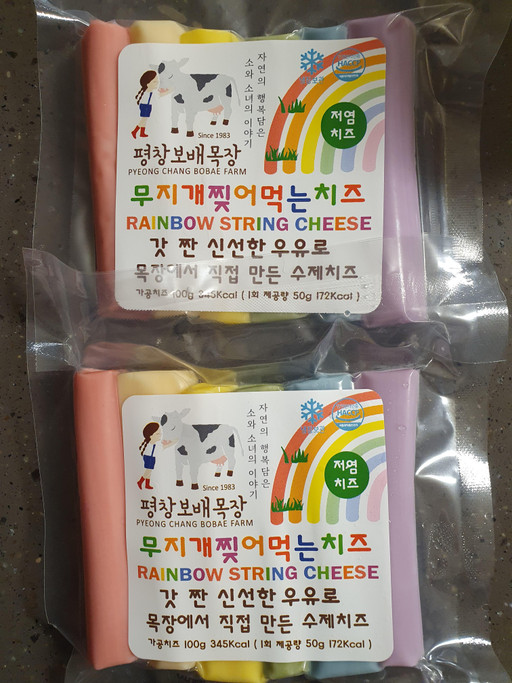 자연의 행복담은
소와 소녀의 이야기
HACCP
저염
치즈
Since 1983
평창보배목장
PYEONG CHANG BOBAE FARM
무지개찢어먹는치즈
RAINBOW STRING CHEESE
갓 짠 신선한 우유로
목장에서 직접 만든 수제치즈
가공치즈 100g 345Kcal ( 1회 제공량 50g 172Kcal )
자연의 행복담은
소와 소녀의 이야기
HACCP
저염
치즈
Since 1983
평창보배목장
PYEONG CHANG BOBAE FARM
무지개찢어먹는치즈
RAINBOW STRING CHEESE
갓 짠 신선한 우유로
목장에서 직접 만든 수제치즈
가공치즈 100g 345Kcal ( 1회 제공량 50g 172Kcal )